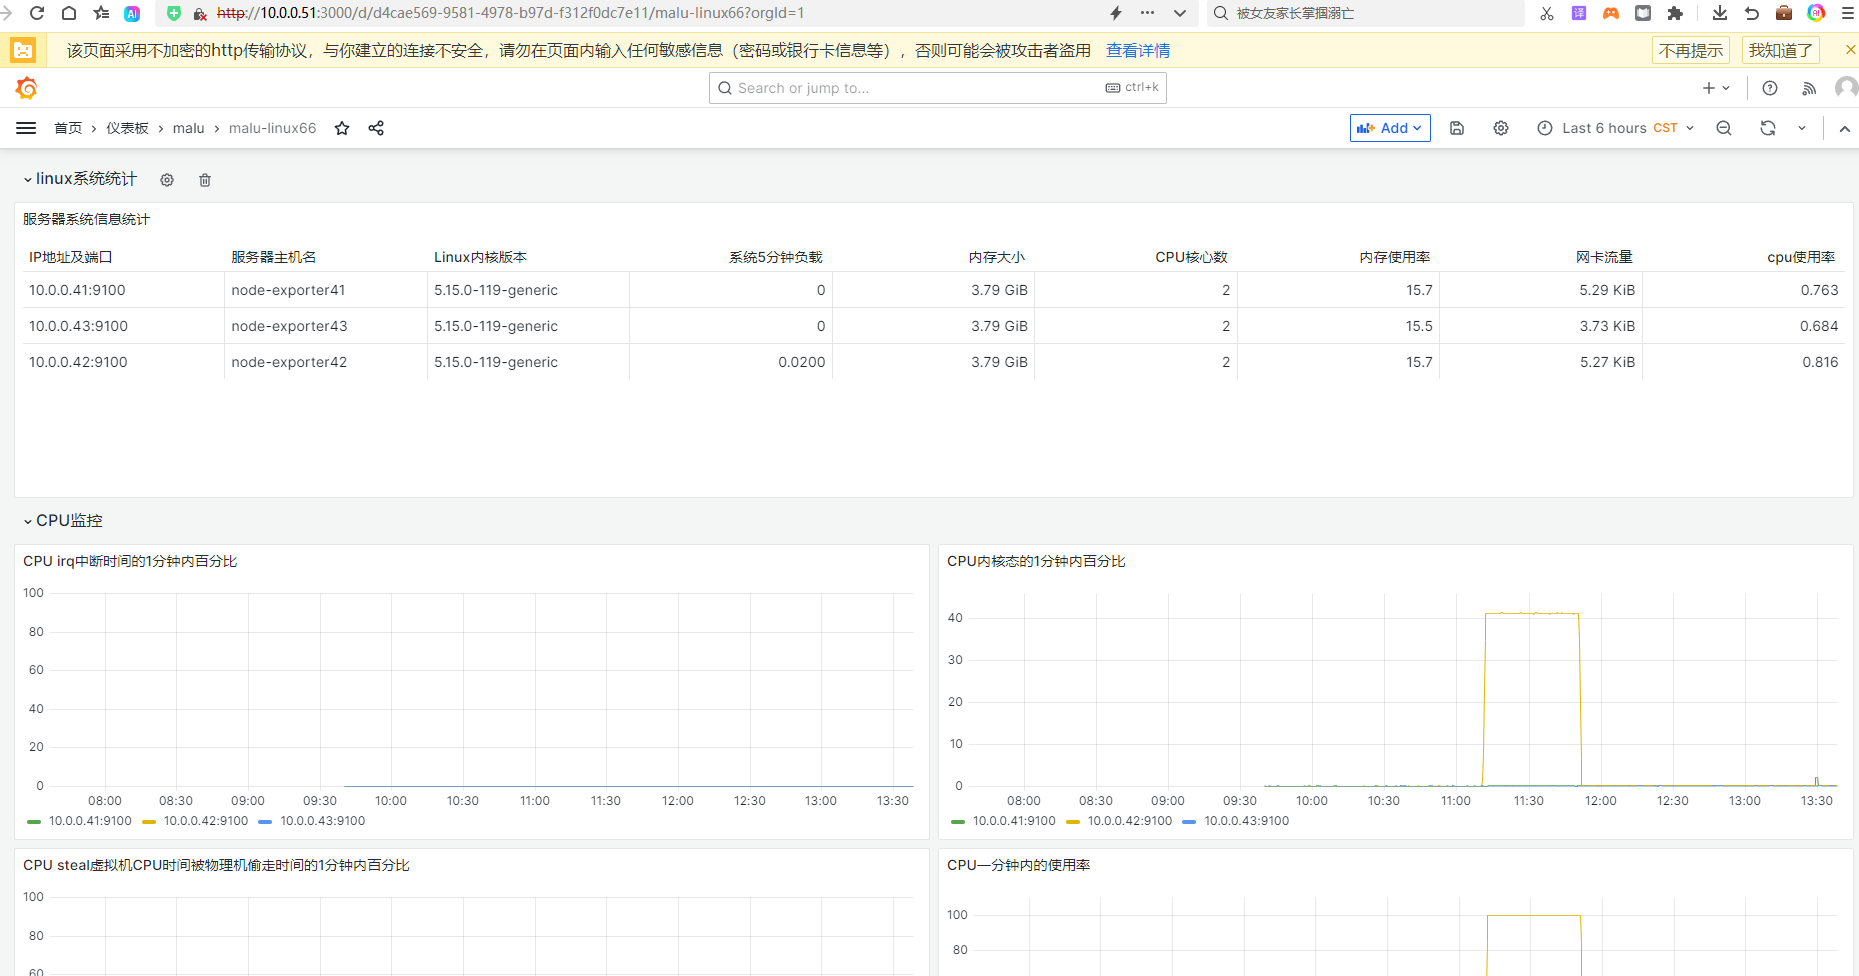 http://10.0.0.51:3000/d/d4cae569-9581-4978-b97d-f312f0dc7e11/malu-linux66?orgId=1
被女友家长掌掴溺亡
该页面采用不加密的http传输协议，与你建立的连接不安全，请勿在页面内输入任何敏感信息（密码或银行卡信息等），否则可能会被攻击者盗用 查看详情 不再提示 我知道了
Search or jump to... ctrl+k
首页 > 仪表板 > malu > malu-linux66 Add Last 6 hours CST
linux系统统计
服务器系统信息统计
IP地址及端口 服务器主机名 Linux内核版本 系统5分钟负载 内存大小 CPU核心数 内存使用率 网卡流量 cpu使用率
10.0.0.41:9100 node-exporter41 5.15.0-119-generic 0 3.79 GiB 2 15.7 5.29 KiB 0.763
10.0.0.43:9100 node-exporter43 5.15.0-119-generic 0 3.79 GiB 2 15.5 3.73 KiB 0.684
10.0.0.42:9100 node-exporter42 5.15.0-119-generic 0.0200 3.79 GiB 2 15.7 5.27 KiB 0.816
CPU监控
CPU irq中断时间的1分钟内百分比
100
80
60
40
20
0
08:00 08:30 09:00 09:30 10:00 10:30 11:00 11:30 12:00 12:30 13:00 13:30
10.0.0.41:9100 10.0.0.42:9100 10.0.0.43:9100
CPU内核态的1分钟内百分比
40
30
20
10
0
08:00 08:30 09:00 09:30 10:00 10:30 11:00 11:30 12:00 12:30 13:00 13:30
10.0.0.41:9100 10.0.0.42:9100 10.0.0.43:9100
CPU steal虚拟机CPU时间被物理机偷走时间的1分钟内百分比
100
80
60
CPU一分钟内的使用率
100
80